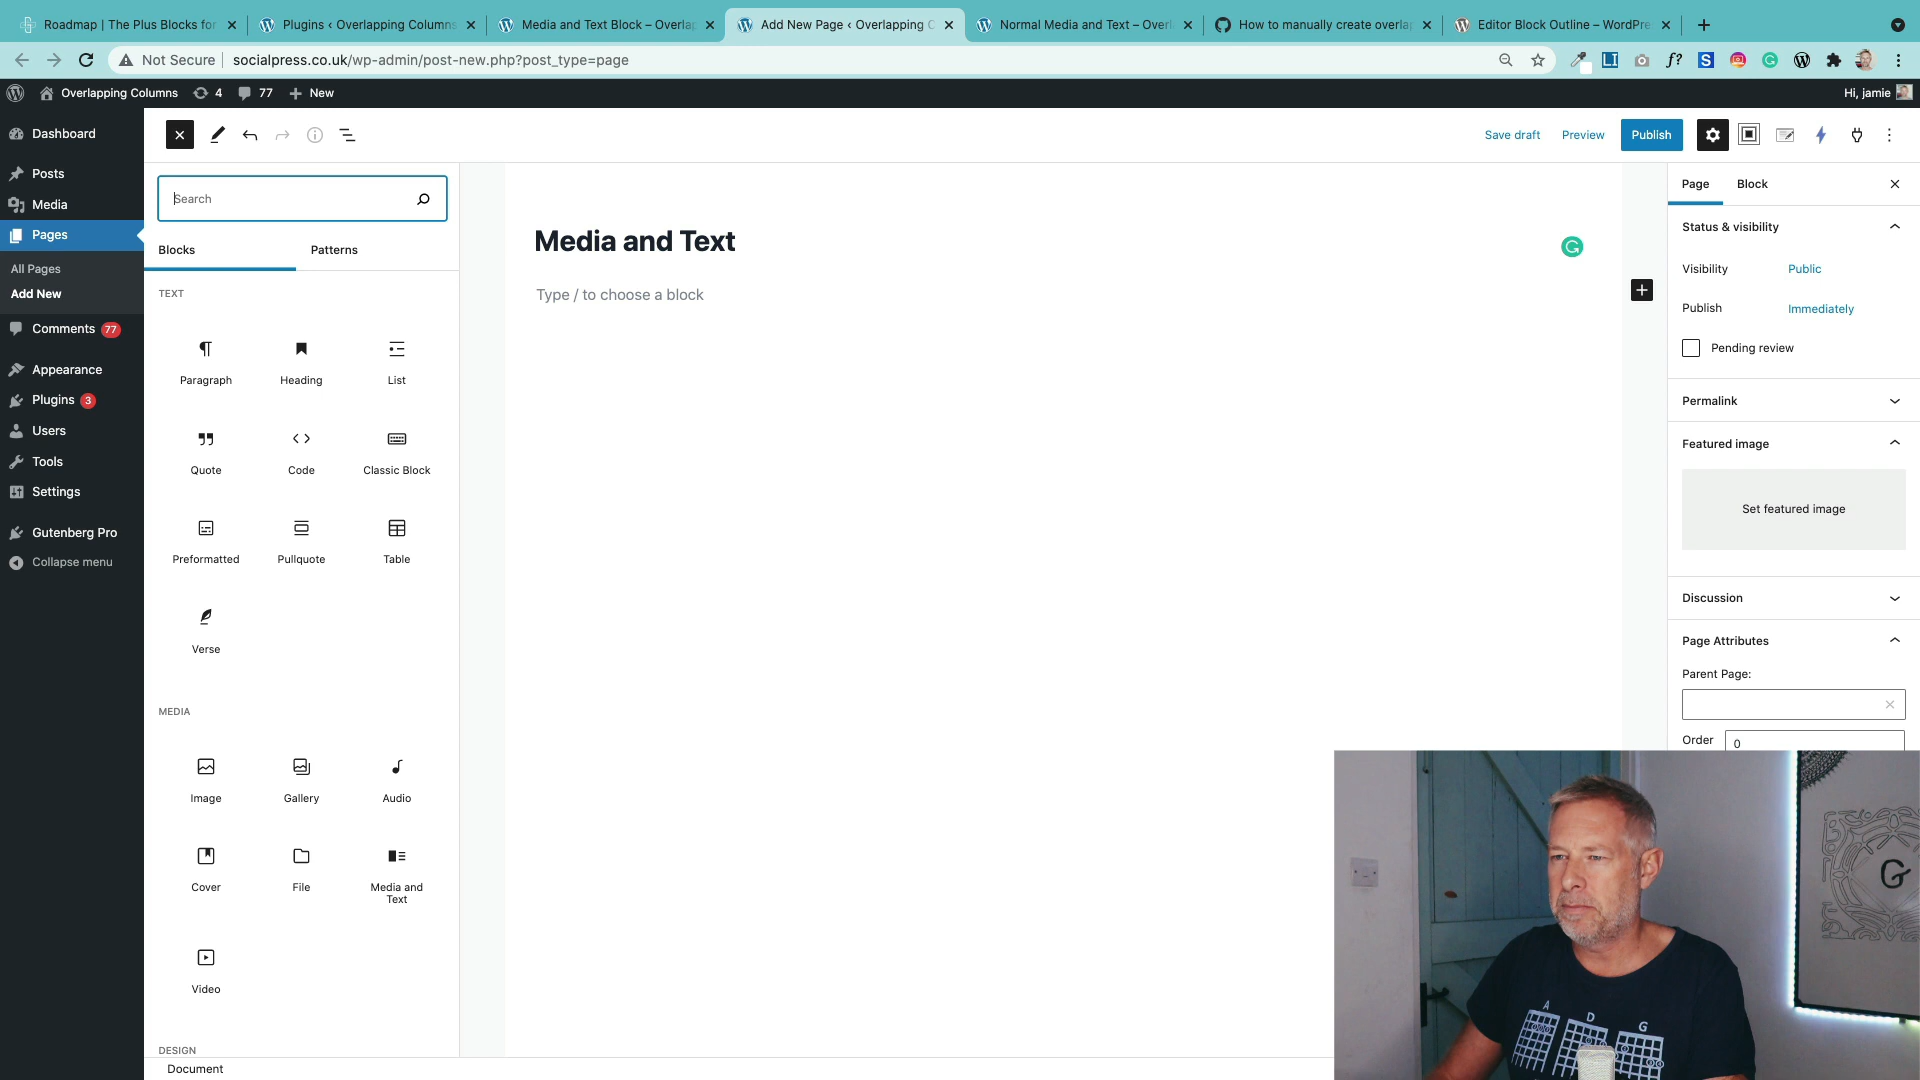 Roadmap | The Plus Blocks for
Plugins ‹ Overlapping Columns
Media and Text Block – Overlap
Add New Page ‹ Overlapping C
Normal Media and Text – Overl
How to manually create overlap
Editor Block Outline – WordPre
Not Secure
socialpress.co.uk/wp-admin/post-new.php?post_type=page
f?
S
Overlapping Columns
4
77
New
Hi, jamie
Dashboard
Posts
Media
Pages
All Pages
Add New
Comments 77
Appearance
Plugins 3
Users
Tools
Settings
Gutenberg Pro
Collapse menu
Save draft
Preview
Publish
Search
Blocks
Patterns
TEXT
Paragraph
Heading
List
Quote
Code
Classic Block
Preformatted
Pullquote
Table
Verse
MEDIA
Image
Gallery
Audio
Cover
File
Media and
Text
Video
DESIGN
Document
Media and Text
Type / to choose a block
Page
Block
Status & visibility
Visibility
Public
Publish
Immediately
Pending review
Permalink
Featured image
Set featured image
Discussion
Page Attributes
Parent Page:
Order
0
G
A
D
G